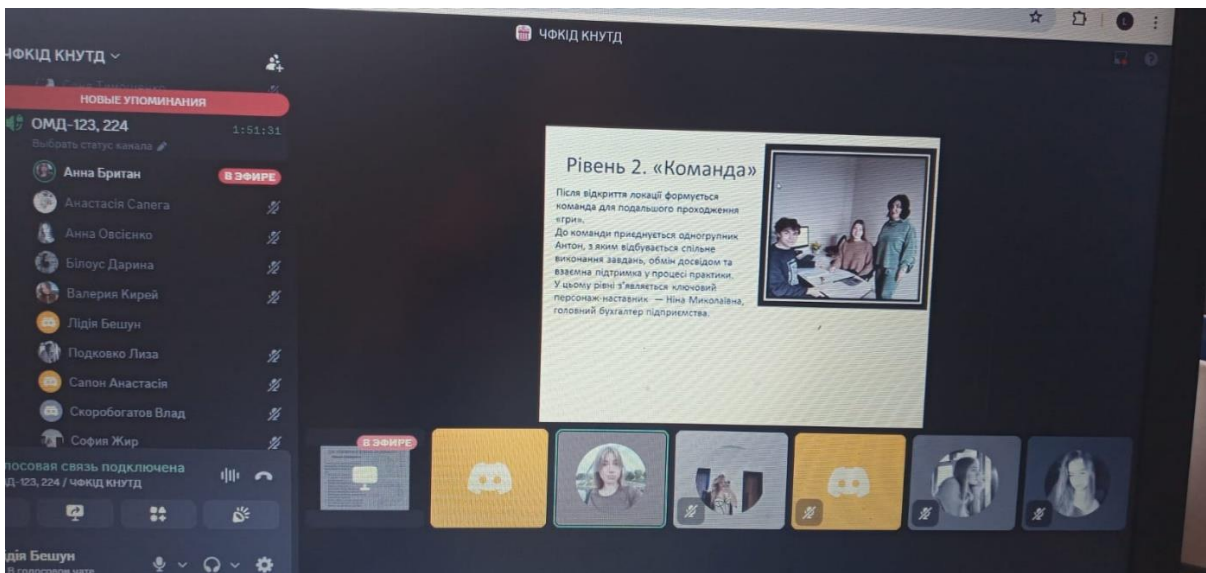 ЧФКІД КНУТД
ЧФКІД КНУТД
НОВЫЕ УПОМИНАНИЯ
ОМД-123, 224
1:51:31
Выбрать статус канала
Анна Британ
В ЭФИРЕ
Анастасія Сапега
Анна Овсієнко
Білоус Дарина
Валерия Кирей
Лідія Бешун
Подковко Лиза
Сапон Анастасія
Скоробогатов Влад
София Жир
лосовая связь подключена
Д-123, 224 / ЧФКІД КНУТД
дія Бешун
В голосовом чате
Рівень 2. «Команда»
Після відкриття локації формується
команда для подальшого проходження
«гри».
До команди приєднується одногрупник
Антон, з яким відбувається спільне
виконання завдань, обмін досвідом та
взаємна підтримка у процесі практики.
У цьому рівні з'являється ключовий
персонаж-наставник — Ніна Миколаївна,
головний бухгалтер підприємства.
В ЭФИРЕ
L